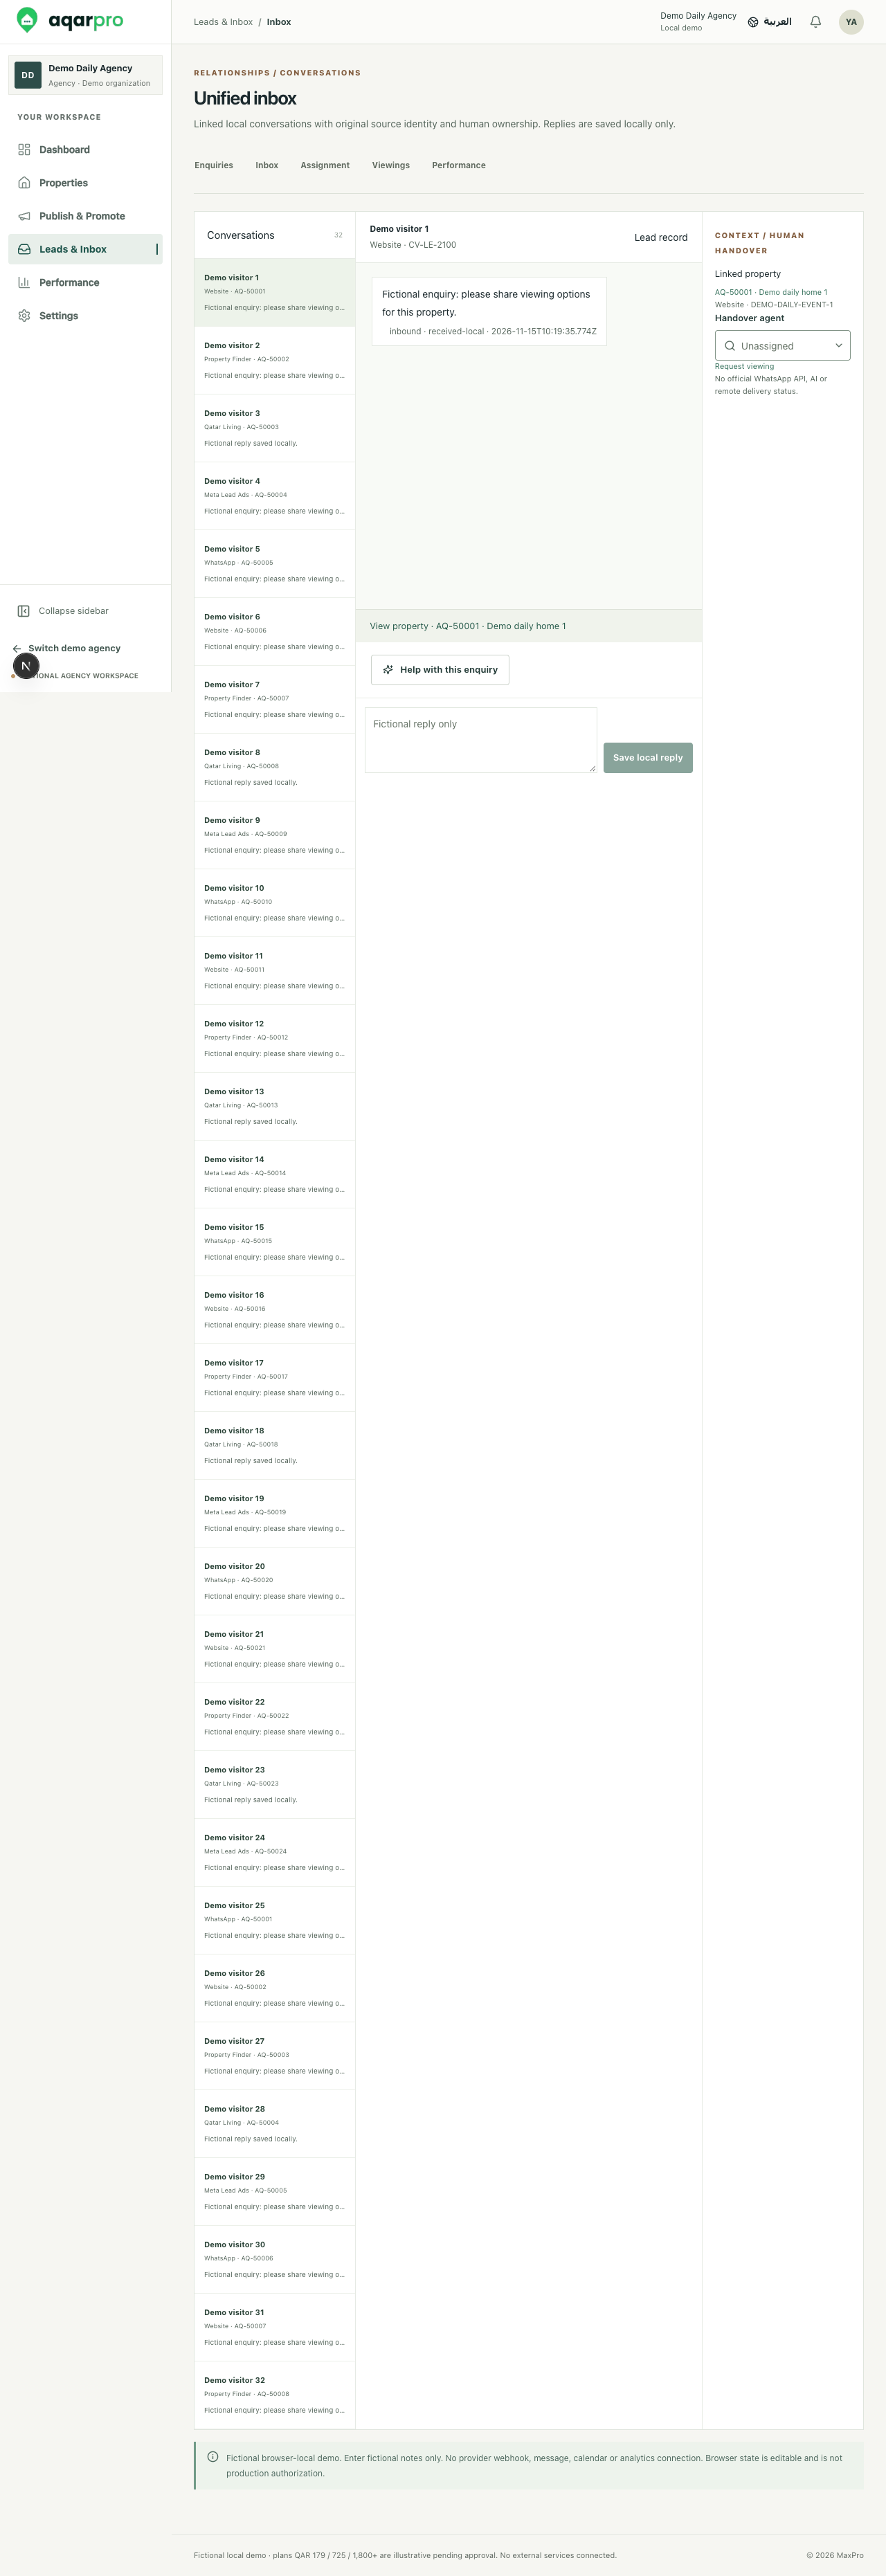 aqarpro
Demo Daily Agency
DD
Agency · Demo organization
YOUR WORKSPACE
Dashboard
Properties
Publish & Promote
Leads & Inbox
Performance
Settings
Collapse sidebar
Switch demo agency
N
IONAL AGENCY WORKSPACE
Leads & Inbox / Inbox
Demo Daily Agency
Local demo
العربية
YA
RELATIONSHIPS / CONVERSATIONS
Unified inbox
Linked local conversations with original source identity and human ownership. Replies are saved locally only.
Enquiries Inbox Assignment Viewings Performance
Conversations 32
Demo visitor 1
Website · AQ-50001
Fictional enquiry: please share viewing o...
Demo visitor 2
Property Finder · AQ-50002
Fictional enquiry: please share viewing o...
Demo visitor 3
Qatar Living · AQ-50003
Fictional reply saved locally.
Demo visitor 4
Meta Lead Ads · AQ-50004
Fictional enquiry: please share viewing o...
Demo visitor 5
WhatsApp · AQ-50005
Fictional enquiry: please share viewing o...
Demo visitor 6
Website · AQ-50006
Fictional enquiry: please share viewing o...
Demo visitor 7
Property Finder · AQ-50007
Fictional enquiry: please share viewing o...
Demo visitor 8
Qatar Living · AQ-50008
Fictional reply saved locally.
Demo visitor 9
Meta Lead Ads · AQ-50009
Fictional enquiry: please share viewing o...
Demo visitor 10
WhatsApp · AQ-50010
Fictional enquiry: please share viewing o...
Demo visitor 11
Website · AQ-50011
Fictional enquiry: please share viewing o...
Demo visitor 12
Property Finder · AQ-50012
Fictional enquiry: please share viewing o...
Demo visitor 13
Qatar Living · AQ-50013
Fictional reply saved locally.
Demo visitor 14
Meta Lead Ads · AQ-50014
Fictional enquiry: please share viewing o...
Demo visitor 15
WhatsApp · AQ-50015
Fictional enquiry: please share viewing o...
Demo visitor 16
Website · AQ-50016
Fictional enquiry: please share viewing o...
Demo visitor 17
Property Finder · AQ-50017
Fictional enquiry: please share viewing o...
Demo visitor 18
Qatar Living · AQ-50018
Fictional reply saved locally.
Demo visitor 19
Meta Lead Ads · AQ-50019
Fictional enquiry: please share viewing o...
Demo visitor 20
WhatsApp · AQ-50020
Fictional enquiry: please share viewing o...
Demo visitor 21
Website · AQ-50021
Fictional enquiry: please share viewing o...
Demo visitor 22
Property Finder · AQ-50022
Fictional enquiry: please share viewing o...
Demo visitor 23
Qatar Living · AQ-50023
Fictional reply saved locally.
Demo visitor 24
Meta Lead Ads · AQ-50024
Fictional enquiry: please share viewing o...
Demo visitor 25
WhatsApp · AQ-50001
Fictional enquiry: please share viewing o...
Demo visitor 26
Website · AQ-50002
Fictional enquiry: please share viewing o...
Demo visitor 27
Property Finder · AQ-50003
Fictional enquiry: please share viewing o...
Demo visitor 28
Qatar Living · AQ-50004
Fictional reply saved locally.
Demo visitor 29
Meta Lead Ads · AQ-50005
Fictional enquiry: please share viewing o...
Demo visitor 30
WhatsApp · AQ-50006
Fictional enquiry: please share viewing o...
Demo visitor 31
Website · AQ-50007
Fictional enquiry: please share viewing o...
Demo visitor 32
Property Finder · AQ-50008
Fictional enquiry: please share viewing o...
Demo visitor 1
Website · CV-LE-2100
Lead record
Fictional enquiry: please share viewing options
for this property.
inbound · received-local · 2026-11-15T10:19:35.774Z
View property · AQ-50001 · Demo daily home 1
Help with this enquiry
Fictional reply only
Save local reply
CONTEXT / HUMAN
HANDOVER
Linked property
AQ-50001 · Demo daily home 1
Website · DEMO-DAILY-EVENT-1
Handover agent
Unassigned
Request viewing
No official WhatsApp API, AI or
remote delivery status.
Fictional browser-local demo. Enter fictional notes only. No provider webhook, message, calendar or analytics connection. Browser state is editable and is not
production authorization.
Fictional local demo · plans QAR 179 / 725 / 1,800+ are illustrative pending approval. No external services connected.
© 2026 MaxPro